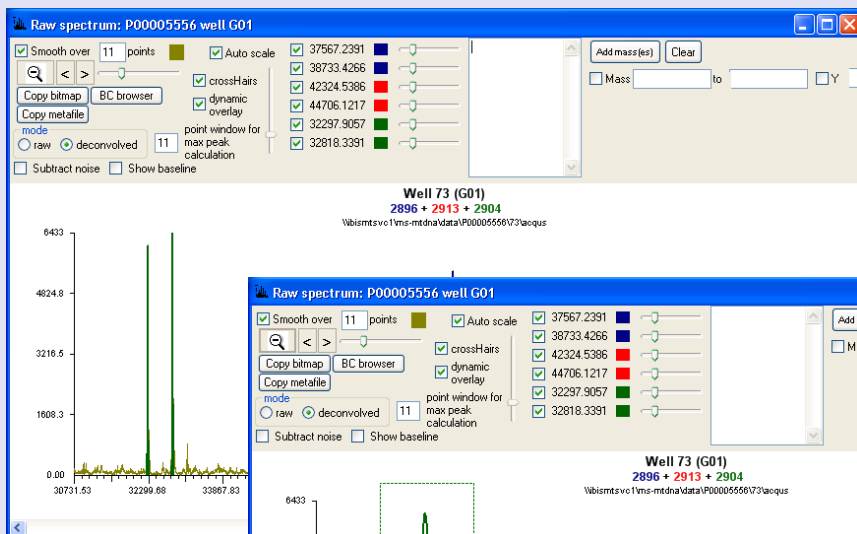 Raw spectrum: P00005556 well G01
Smooth over 11 points
Auto scale
< >
crossHairs
Copy bitmap BC browser
dynamic overlay
Copy metafile
mode
raw deconvolved
11 point window for max peak calculation
Subtract noise Show baseline
37567.2391
38733.4266
42324.5386
44706.1217
32297.9057
32818.3391
Add mass(es) Clear
Mass to Y
Well 73 (G01)
2896 + 2913 + 2904
\\ibismtsvc1\ms-mtdna\data\P00005556\73\acqus
6433
4824.8
3216.5
1608.3
0.00
30731.53 32299.68 33867.83
Raw spectrum: P00005556 well G01
Smooth over 11 points
Auto scale
< >
crossHairs
Copy bitmap BC browser
dynamic overlay
Copy metafile
mode
raw deconvolved
11 point window for max peak calculation
Subtract noise Show baseline
37567.2391
38733.4266
42324.5386
44706.1217
32297.9057
32818.3391
Add
M
Well 73 (G01)
2896 + 2913 + 2904
\\ibismtsvc1\ms-mtdna\data\P00005556\73\acqus
6433